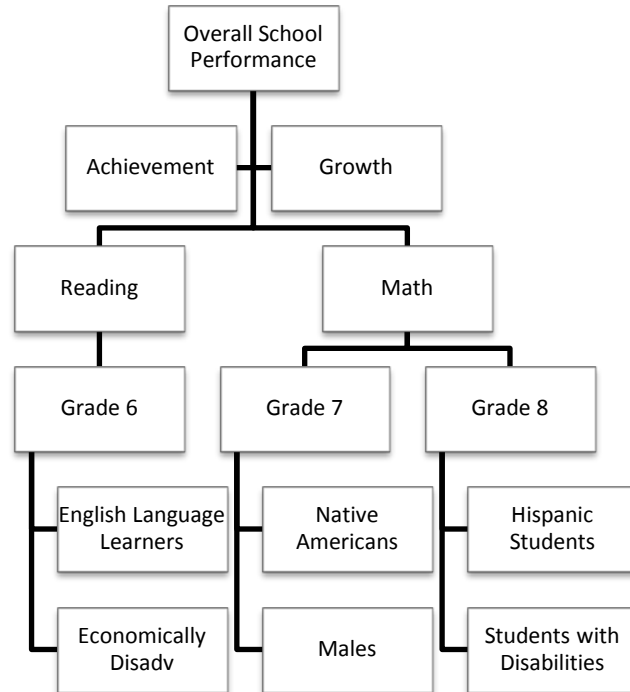 Overall School
Performance
Achievement
Growth
Reading
Math
Grade 6
Grade 7
Grade 8
English Language
Learners
Native
Americans
Hispanic
Students
Economically
Disadv
Males
Students with
Disabilities